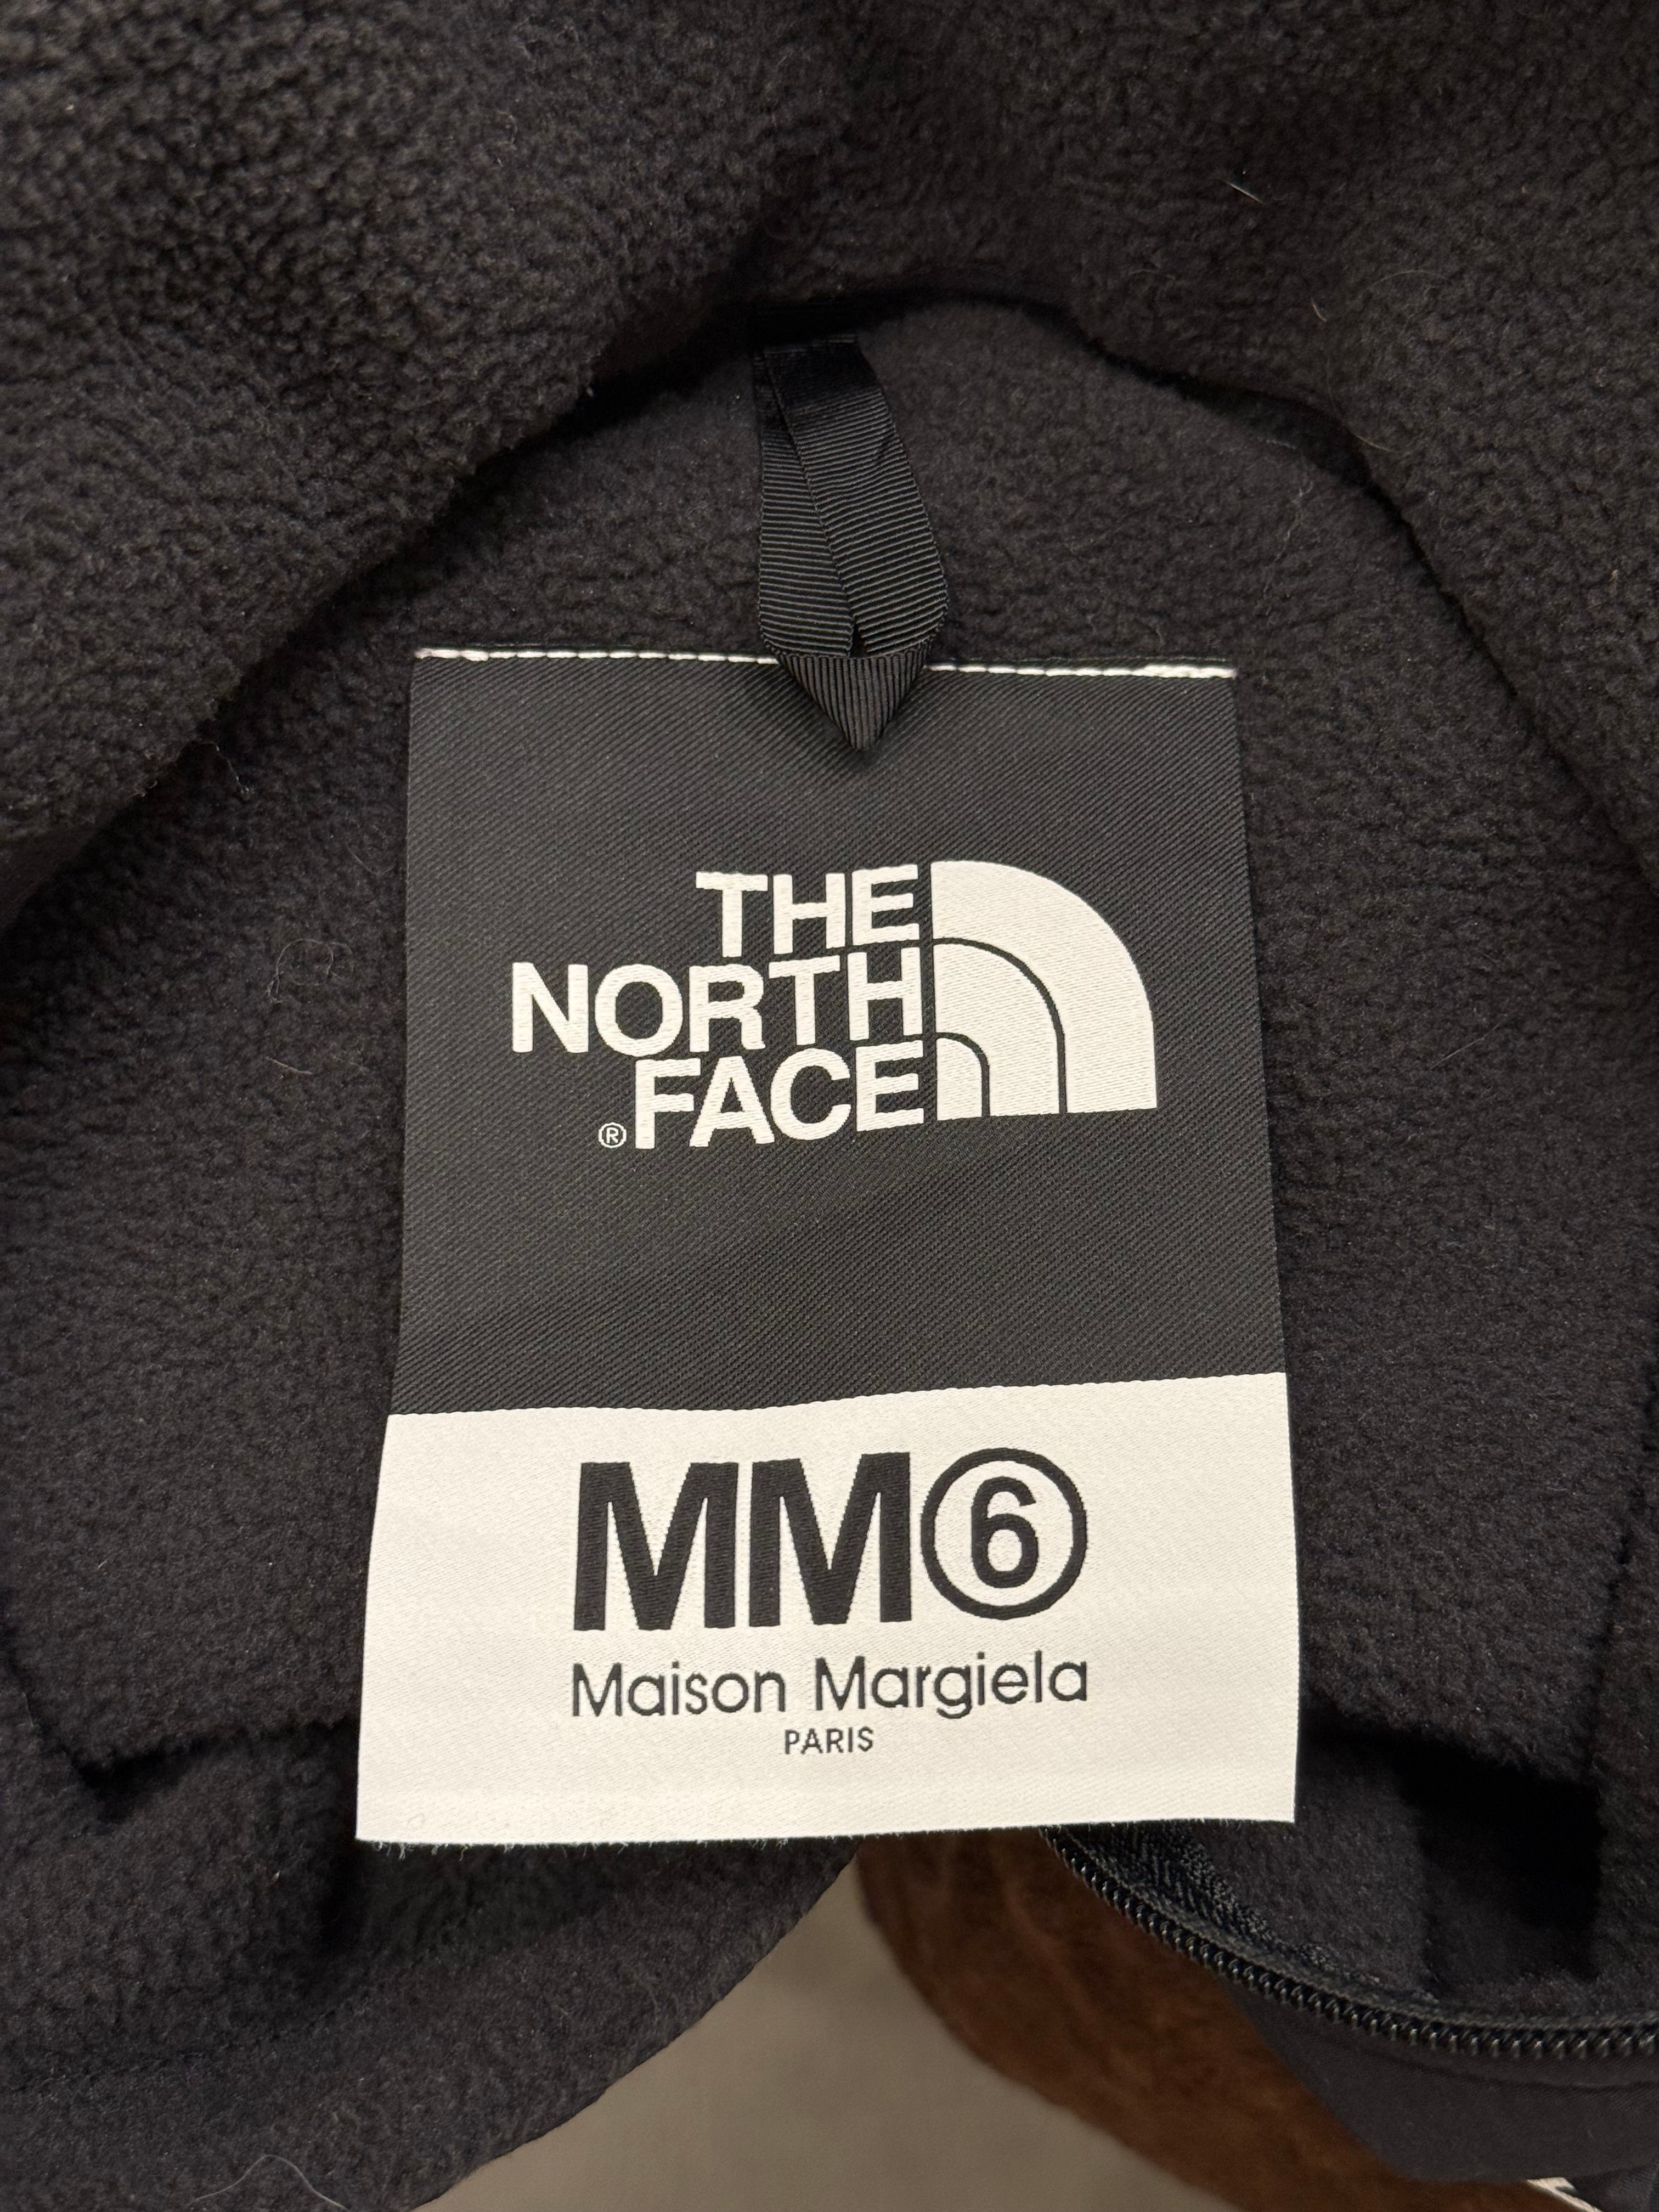 THE
NORTH
FACE
®
MM⑥
Maison Margiela
PARIS